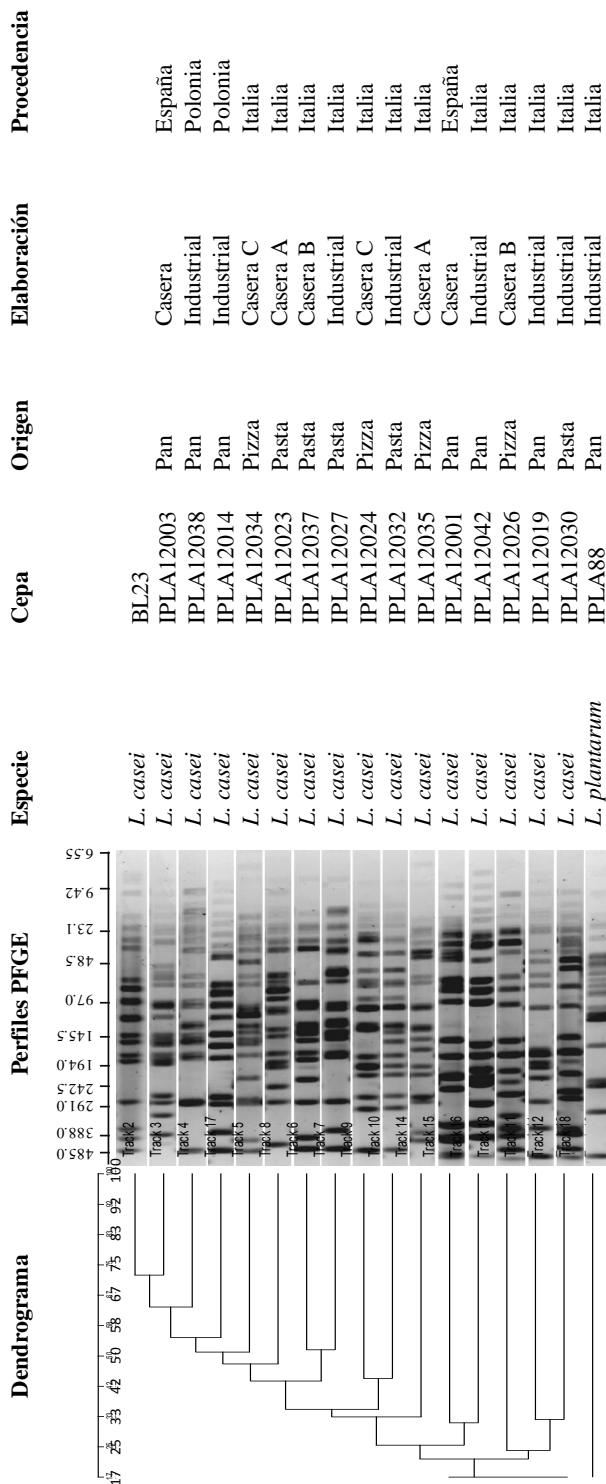 Dendrograma Perfiles PFGE Especie Cepa Origen Elaboración Procedencia
17 25 33 42 50 58 67 75 83 92 100
485.0 388.0 291.0 242.5 194.0 145.5 97.0 48.5 23.1 9.42 6.55
Track 2 L. casei BL23
Track 3 L. casei IPLA12003 Pan Casera España
Track 4 L. casei IPLA12038 Pan Industrial Polonia
Track 17 L. casei IPLA12014 Pan Industrial Polonia
Track 5 L. casei IPLA12034 Pizza Casera C Italia
Track 8 L. casei IPLA12023 Pasta Casera A Italia
Track 6 L. casei IPLA12037 Pasta Casera B Italia
Track 7 L. casei IPLA12027 Pasta Industrial Italia
Track 9 L. casei IPLA12024 Pizza Casera C Italia
Track 10 L. casei IPLA12032 Pasta Industrial Italia
Track 14 L. casei IPLA12035 Pizza Casera A Italia
Track 15 L. casei IPLA12001 Pan Casera España
Track 16 L. casei IPLA12042 Pan Industrial Italia
Track 13 L. casei IPLA12026 Pizza Casera B Italia
Track 11 L. casei IPLA12019 Pan Industrial Italia
Track 12 L. casei IPLA12030 Pasta Industrial Italia
Track 18 L. plantarum IPLA88 Pan Industrial Italia